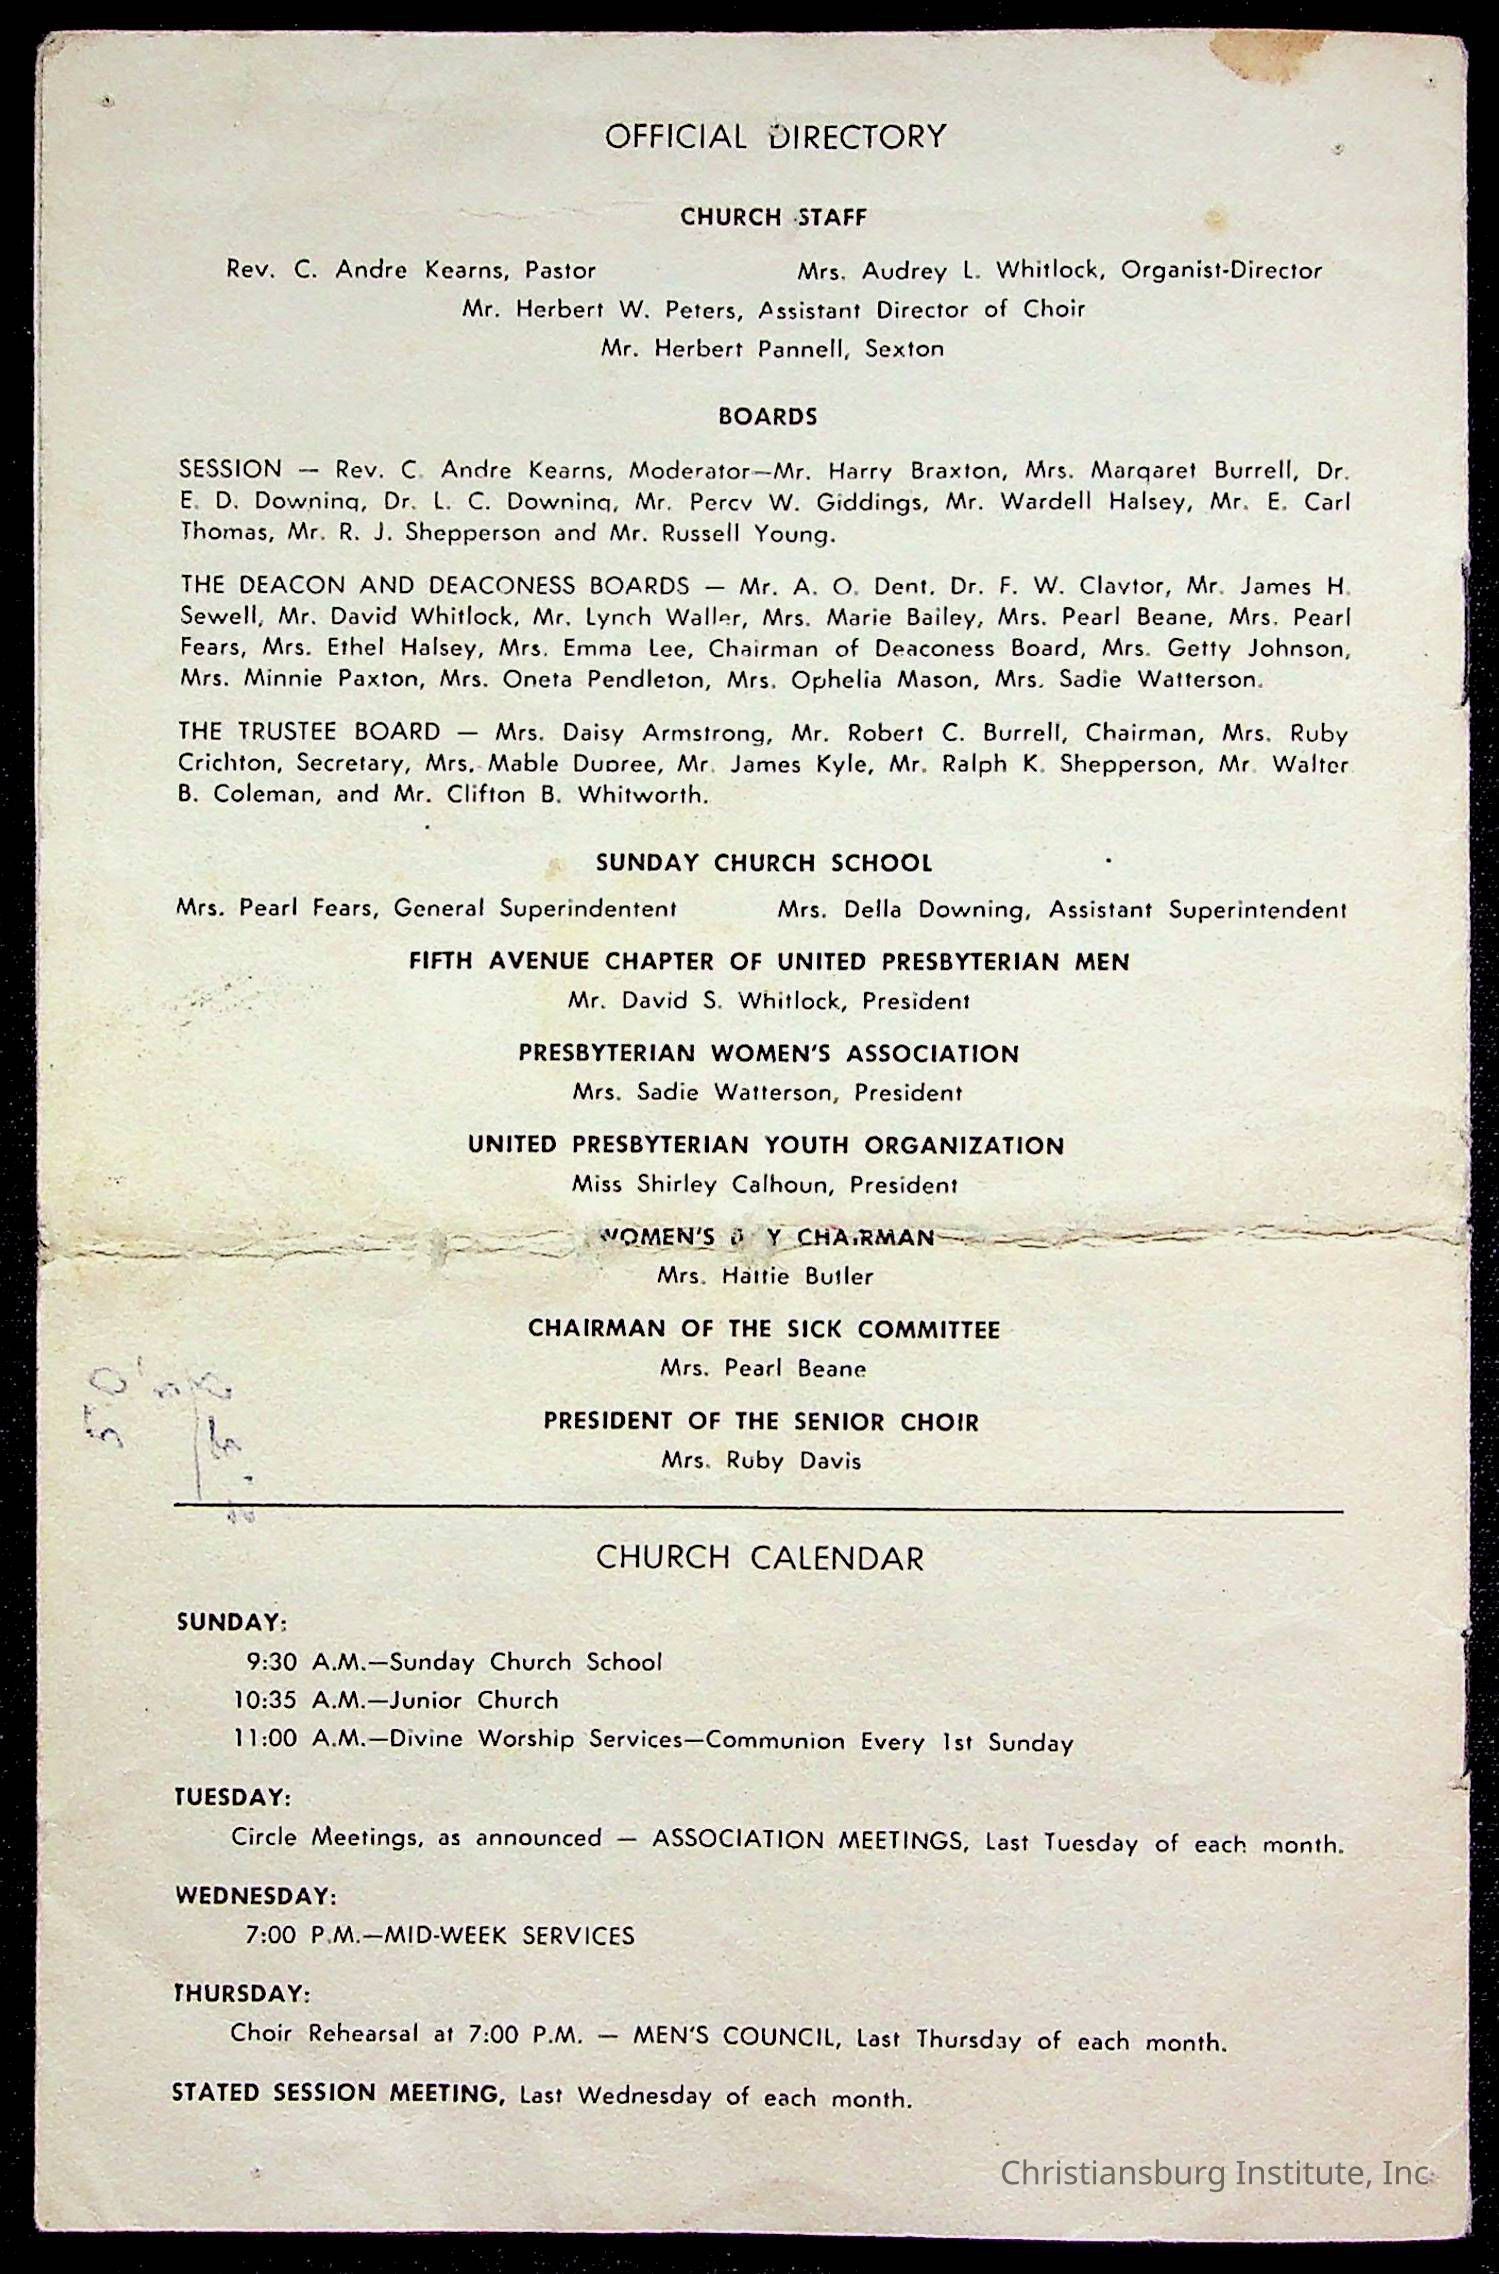 OFFICIAL DIRECTORY
CHURCH STAFF
Rev. C. Andre Kearns, Pastor Mrs. Audrey L. Whitlock, Organist-Director
Mr. Herbert W. Peters, Assistant Director of Choir
Mr. Herbert Pannell, Sexton
BOARDS
SESSION — Rev. C. Andre Kearns, Moderator—Mr. Harry Braxton, Mrs. Margaret Burrell, Dr.
E. D. Downing, Dr. L. C. Downing, Mr. Percy W. Giddings, Mr. Wardell Halsey, Mr. E. Carl
Thomas, Mr. R. J. Shepperson and Mr. Russell Young.
THE DEACON AND DEACONESS BOARDS — Mr. A. O. Dent, Dr. F. W. Claytor, Mr. James H.
Sewell, Mr. David Whitlock, Mr. Lynch Waller, Mrs. Marie Bailey, Mrs. Pearl Beane, Mrs. Pearl
Fears, Mrs. Ethel Halsey, Mrs. Emma Lee, Chairman of Deaconess Board, Mrs. Getty Johnson,
Mrs. Minnie Paxton, Mrs. Oneta Pendleton, Mrs. Ophelia Mason, Mrs. Sadie Watterson.
THE TRUSTEE BOARD — Mrs. Daisy Armstrong, Mr. Robert C. Burrell, Chairman, Mrs. Ruby
Crichton, Secretary, Mrs. Mable Dupree, Mr. James Kyle, Mr. Ralph K. Shepperson, Mr. Walter
B. Coleman, and Mr. Clifton B. Whitworth.
SUNDAY CHURCH SCHOOL
Mrs. Pearl Fears, General Superindentent Mrs. Della Downing, Assistant Superintendent
FIFTH AVENUE CHAPTER OF UNITED PRESBYTERIAN MEN
Mr. David S. Whitlock, President
PRESBYTERIAN WOMEN'S ASSOCIATION
Mrs. Sadie Watterson, President
UNITED PRESBYTERIAN YOUTH ORGANIZATION
Miss Shirley Calhoun, President
WOMEN'S DAY CHAIRMAN
Mrs. Hattie Butler
CHAIRMAN OF THE SICK COMMITTEE
Mrs. Pearl Beane
PRESIDENT OF THE SENIOR CHOIR
Mrs. Ruby Davis
CHURCH CALENDAR
SUNDAY:
9:30 A.M.—Sunday Church School
10:35 A.M.—Junior Church
11:00 A.M.—Divine Worship Services—Communion Every 1st Sunday
TUESDAY:
Circle Meetings, as announced — ASSOCIATION MEETINGS, Last Tuesday of each month.
WEDNESDAY:
7:00 P.M.—MID-WEEK SERVICES
THURSDAY:
Choir Rehearsal at 7:00 P.M. — MEN'S COUNCIL, Last Thursday of each month.
STATED SESSION MEETING, Last Wednesday of each month.
Christiansburg Institute, Inc